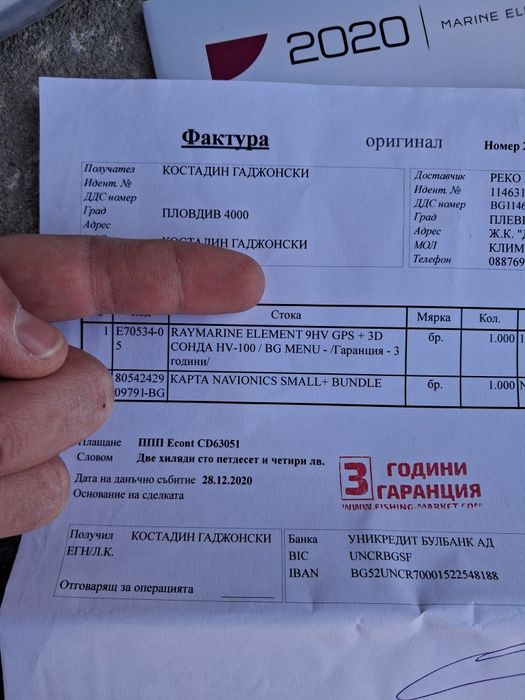 2020
MARINE
Фактура
оригинал
Номер
Получател КОСТАДИН ГАДЖОНСКИ
Идент. №
ДДС номер
Град ПЛОВДИВ 4000
Адрес
КОСТАДИН ГАДЖОНСКИ
Доставчик РЕКО
Идент. № 114631
ДДС номер BG1146
Град ПЛЕВЕ
Адрес Ж.К. "
МОЛ КЛИМ
Телефон 088769
Стока Мярка Кол.
1 E70534-0 RAYMARINE ELEMENT 9HV GPS + 3D бр. 1.000
5 СОНДА HV-100 / BG MENU - /Гаранция - 3
години/
80542429 КАРТА NAVIONICS SMALL+ BUNDLE бр. 1.000
09791-BG
Плащане ППП Econt CD63051
Словом Две хиляди сто петдесет и четири лв.
Дата на данъчно събитие 28.12.2020
Основание на сделката
3 ГОДИНИ
ГАРАНЦИЯ
WWW.FISHING-MARKET.COM
Получил КОСТАДИН ГАДЖОНСКИ
ЕГН/Л.К.
Отговарящ за операцията
Банка УНИКРЕДИТ БУЛБАНК АД
BIC UNCRBGSF
IBAN BG52UNCR70001522548188